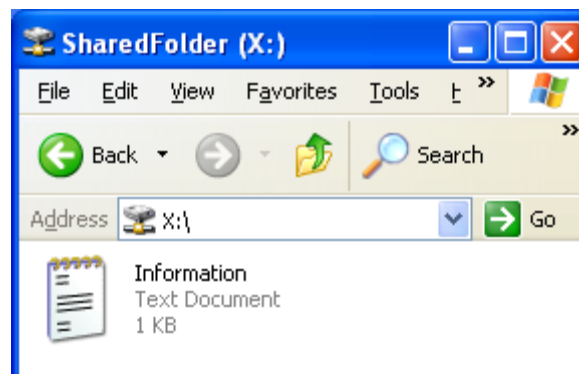 SharedFolder (X:)
File Edit View Favorites Tools »
Back Search »
Address X:\ Go
Information
Text Document
1 KB